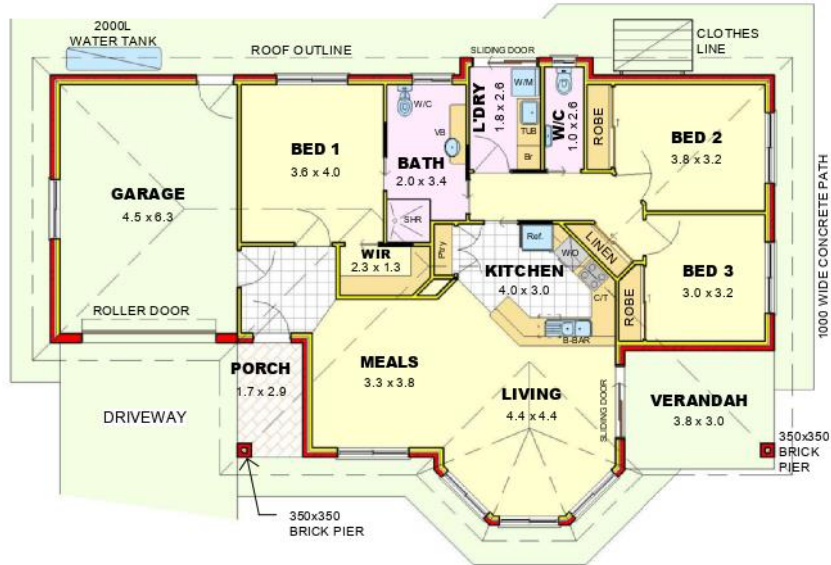 2000L
WATER TANK
ROOF OUTLINE
SLIDING DOOR
CLOTHES
LINE
GARAGE
4.5 x 6.3
BED 1
3.6 x 4.0
W/C
VB
BATH
2.0 x 3.4
SHR
L'DRY
1.8 x 2.6
W/M
TUB
Br
W/C
1.0 x 2.6
ROBE
BED 2
3.8 x 3.2
1000 WIDE CONCRETE PATH
WIR
2.3 x 1.3
Ptry
Ref.
KITCHEN
4.0 x 3.0
W/O
C/T
LINEN
B-BAR
BED 3
3.0 x 3.2
ROBE
ROLLER DOOR
PORCH
1.7 x 2.9
MEALS
3.3 x 3.8
LIVING
4.4 x 4.4
SLIDING DOOR
VERANDAH
3.8 x 3.0
DRIVEWAY
350x350
BRICK
PIER
350x350
BRICK PIER